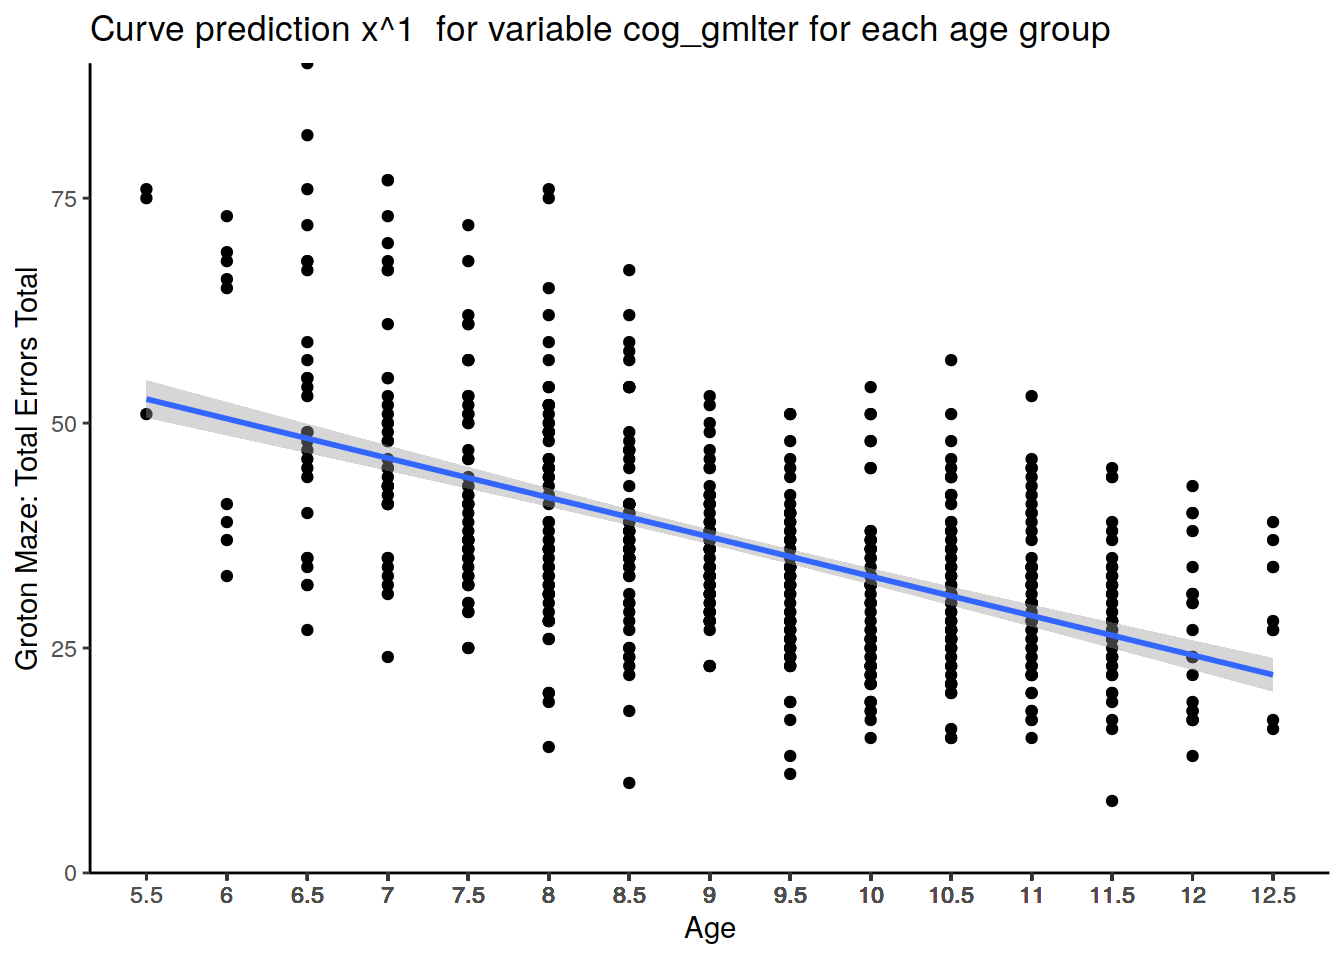 Curve prediction x^1  for variable cog_gmlter for each age group
Groton Maze: Total Errors Total
75
50
25
0
5.5 6 6.5 7 7.5 8 8.5 9 9.5 10 10.5 11 11.5 12 12.5
Age